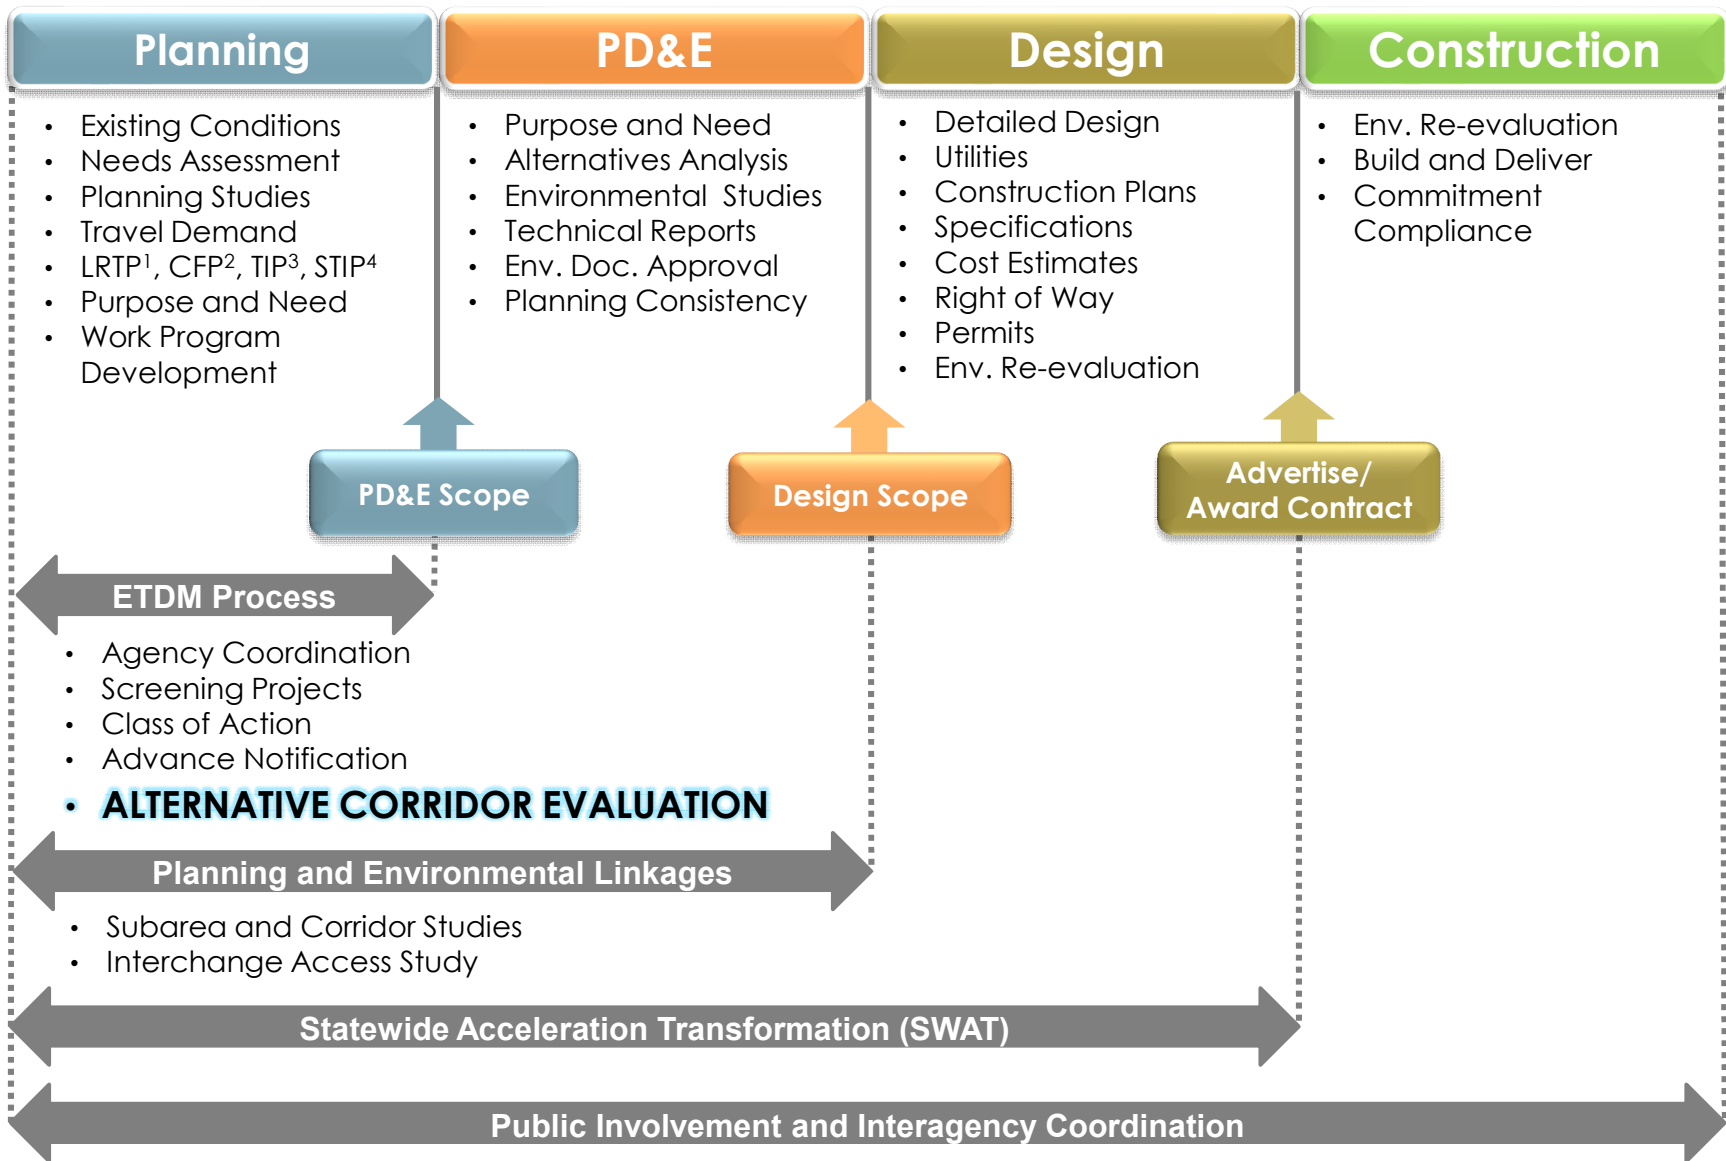 Planning
PD&E
Design
Construction
• Existing Conditions
• Needs Assessment
• Planning Studies
• Travel Demand
• LRTP¹, CFP², TIP³, STIP⁴
• Purpose and Need
• Work Program
Development
• Purpose and Need
• Alternatives Analysis
• Environmental Studies
• Technical Reports
• Env. Doc. Approval
• Planning Consistency
• Detailed Design
• Utilities
• Construction Plans
• Specifications
• Cost Estimates
• Right of Way
• Permits
• Env. Re-evaluation
• Env. Re-evaluation
• Build and Deliver
• Commitment
Compliance
PD&E Scope
Design Scope
Advertise/
Award Contract
ETDM Process
• Agency Coordination
• Screening Projects
• Class of Action
• Advance Notification
• ALTERNATIVE CORRIDOR EVALUATION
Planning and Environmental Linkages
• Subarea and Corridor Studies
• Interchange Access Study
Statewide Acceleration Transformation (SWAT)
Public Involvement and Interagency Coordination